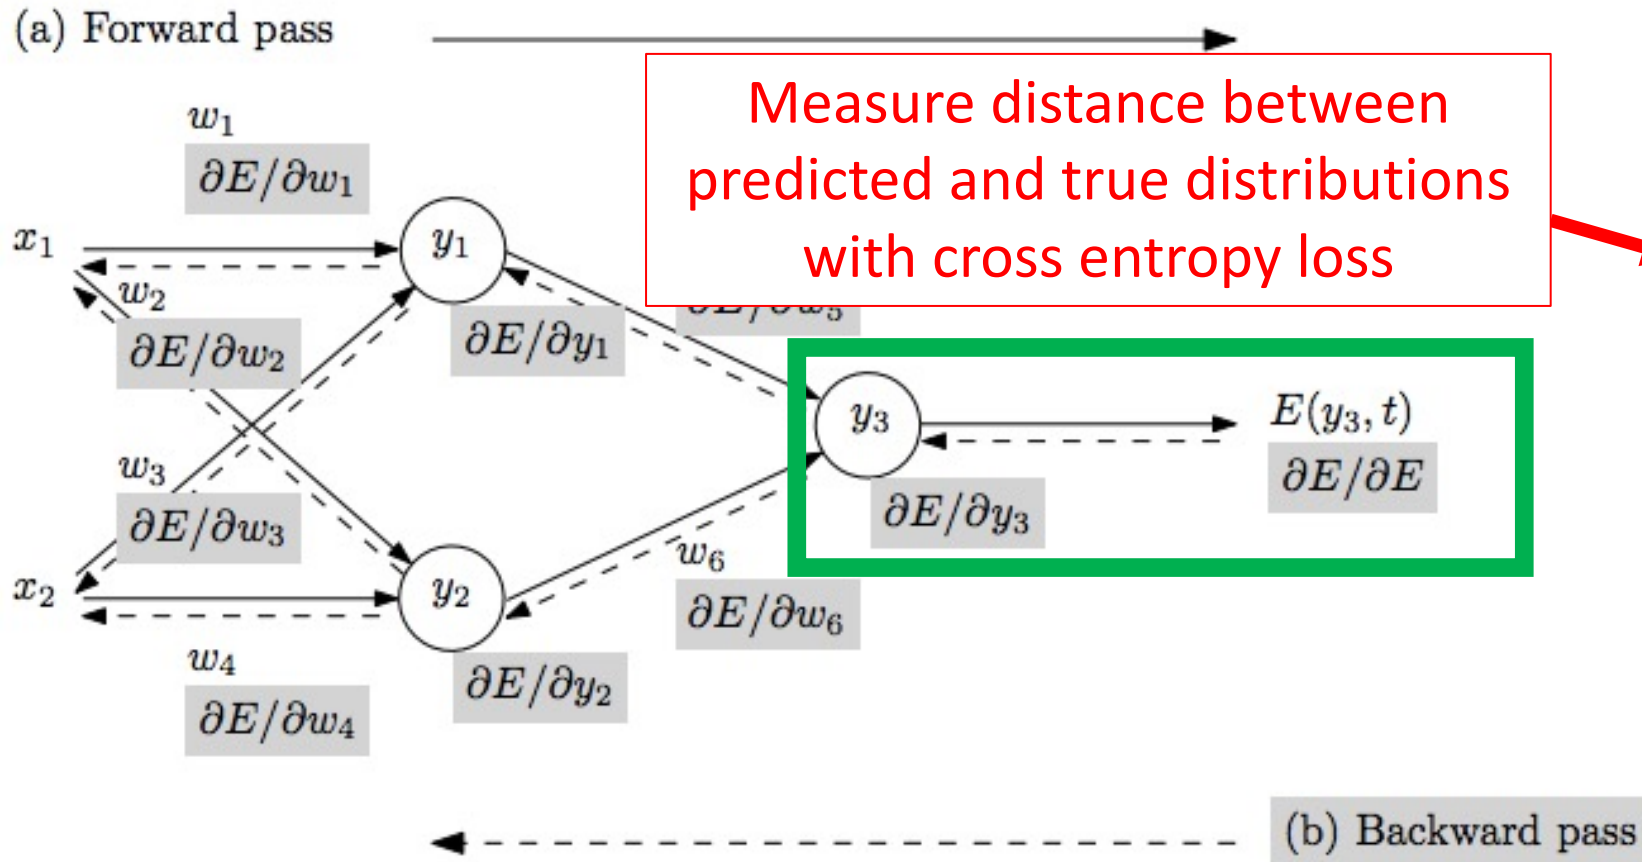 (a) Forward pass
Measure distance between
predicted and true distributions
with cross entropy loss
w₁
∂E/∂w₁
x₁
y₁
w₂
∂E/∂w₂
∂E/∂y₁
∂E/∂w₅
y₃
E(y₃, t)
∂E/∂E
w₃
∂E/∂w₃
∂E/∂y₃
x₂
y₂
w₆
∂E/∂w₆
w₄
∂E/∂w₄
∂E/∂y₂
(b) Backward pass